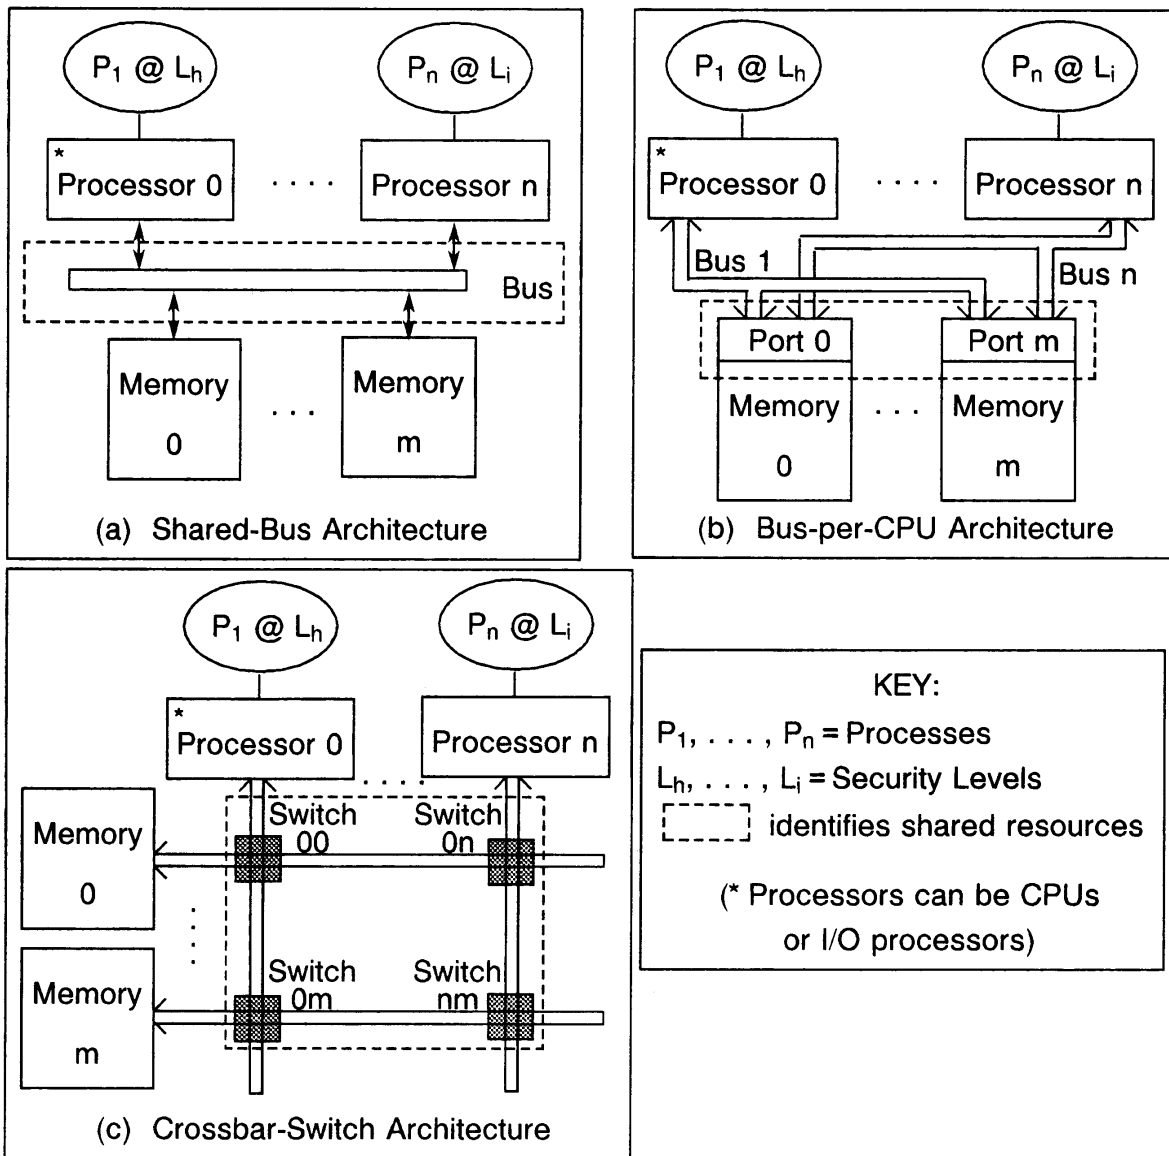 P1 @ Lh
Pn @ Li
*
Processor 0
. . . .
Processor n
Bus
Memory
0
. . .
Memory
m
(a) Shared-Bus Architecture
P1 @ Lh
Pn @ Li
*
Processor 0
. . . .
Processor n
Bus 1
Bus n
Port 0
Port m
Memory
0
. . .
Memory
m
(b) Bus-per-CPU Architecture
P1 @ Lh
Pn @ Li
*
Processor 0
. . . .
Processor n
Switch
00
Switch
0n
Memory
0
. . . .
Switch
0m
Switch
nm
Memory
m
(c) Crossbar-Switch Architecture
KEY:
P1, . . . , Pn = Processes
Lh, . . . , Li = Security Levels
identifies shared resources
(* Processors can be CPUs
or I/O processors)